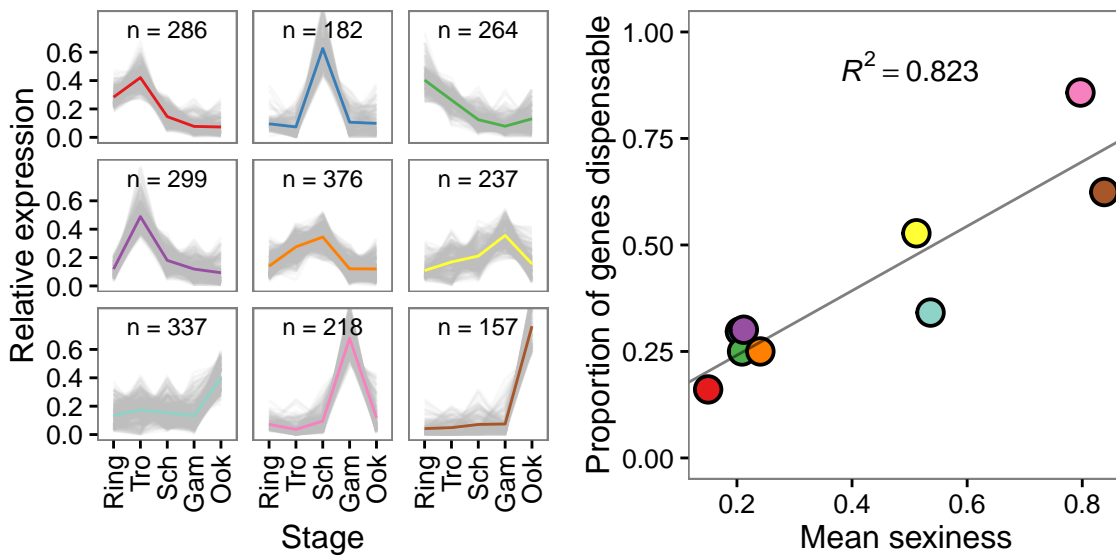 Relative expression
n = 286
n = 182
n = 264
0.6
0.4
0.2
0.0
n = 299
n = 376
n = 237
0.6
0.4
0.2
0.0
n = 337
n = 218
n = 157
0.6
0.4
0.2
0.0
Ring
Tro
Sch
Gam
Ook
Ring
Tro
Sch
Gam
Ook
Ring
Tro
Sch
Gam
Ook
Stage
Proportion of genes dispensable
1.00
0.75
0.50
0.25
0.00
R² = 0.823
0.2 0.4 0.6 0.8
Mean sexiness